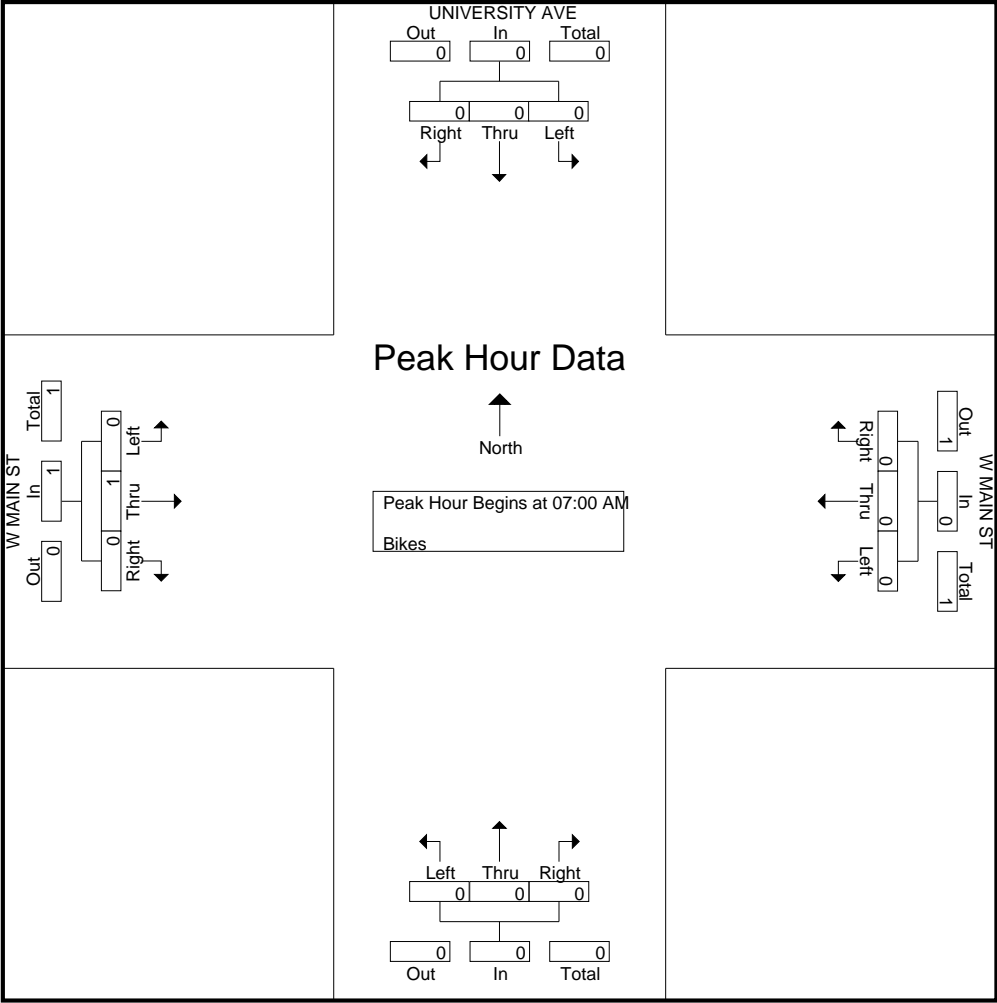 UNIVERSITY AVE
Out In Total
0 0 0
0 0 0
Right Thru Left
Peak Hour Data
North
Peak Hour Begins at 07:00 AM
Bikes
W MAIN ST
Total 1
In 1
Out 0
Left 0
Thru 1
Right 0
W MAIN ST
Out 1
In 0
Total 1
Right 0
Thru 0
Left 0
Left Thru Right
0 0 0
0 0 0
Out In Total